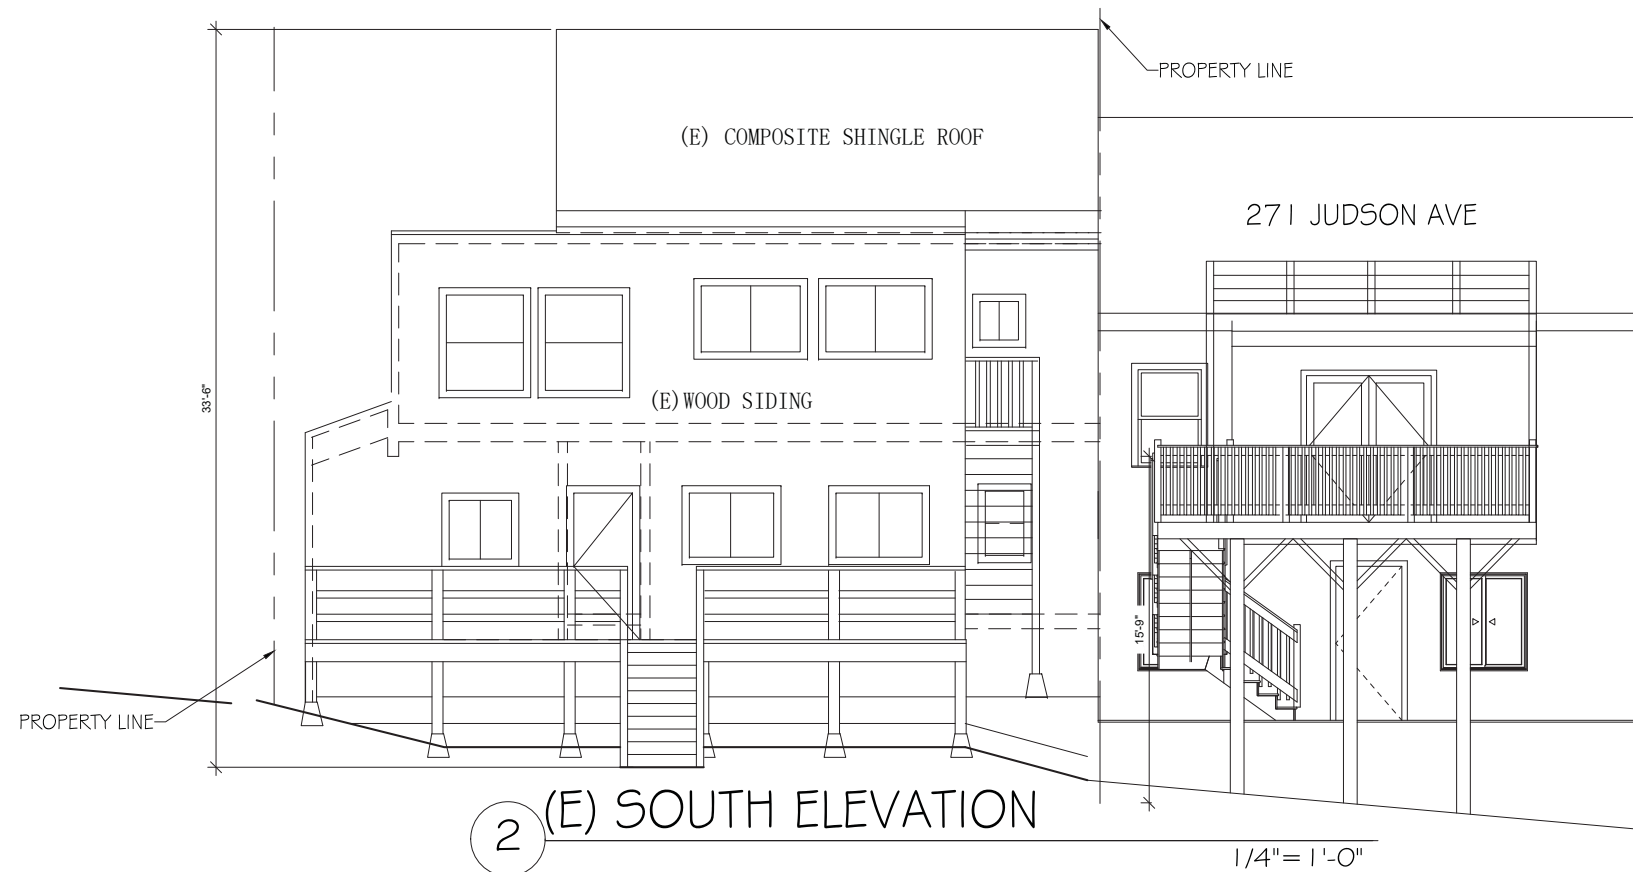 PROPERTY LINE
(E) COMPOSITE SHINGLE ROOF
271 JUDSON AVE
33'-6"
(E)WOOD SIDING
15'-9"
PROPERTY LINE
2 (E) SOUTH ELEVATION
1/4"= 1'-0"